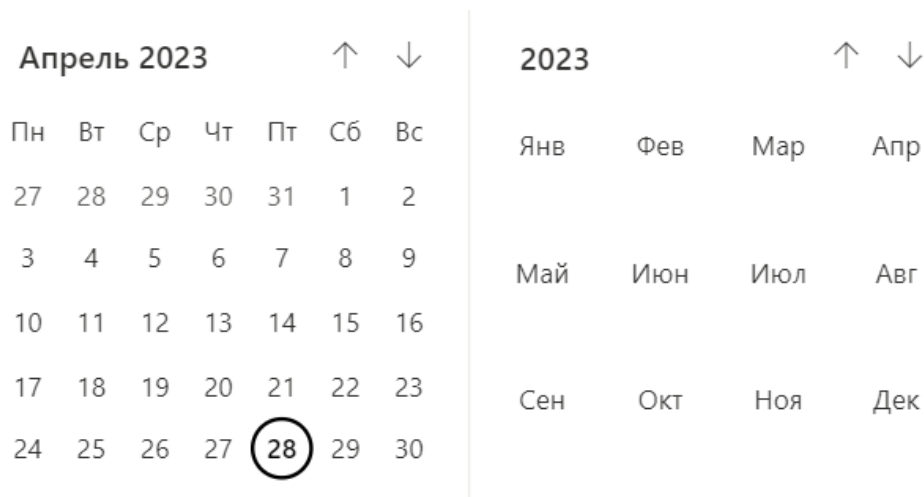 Апрель 2023
Пн Вт Ср Чт Пт Сб Вс
27 28 29 30 31 1 2
3 4 5 6 7 8 9
10 11 12 13 14 15 16
17 18 19 20 21 22 23
24 25 26 27 28 29 30
2023
Янв Фев Мар Апр
Май Июн Июл Авг
Сен Окт Ноя Дек